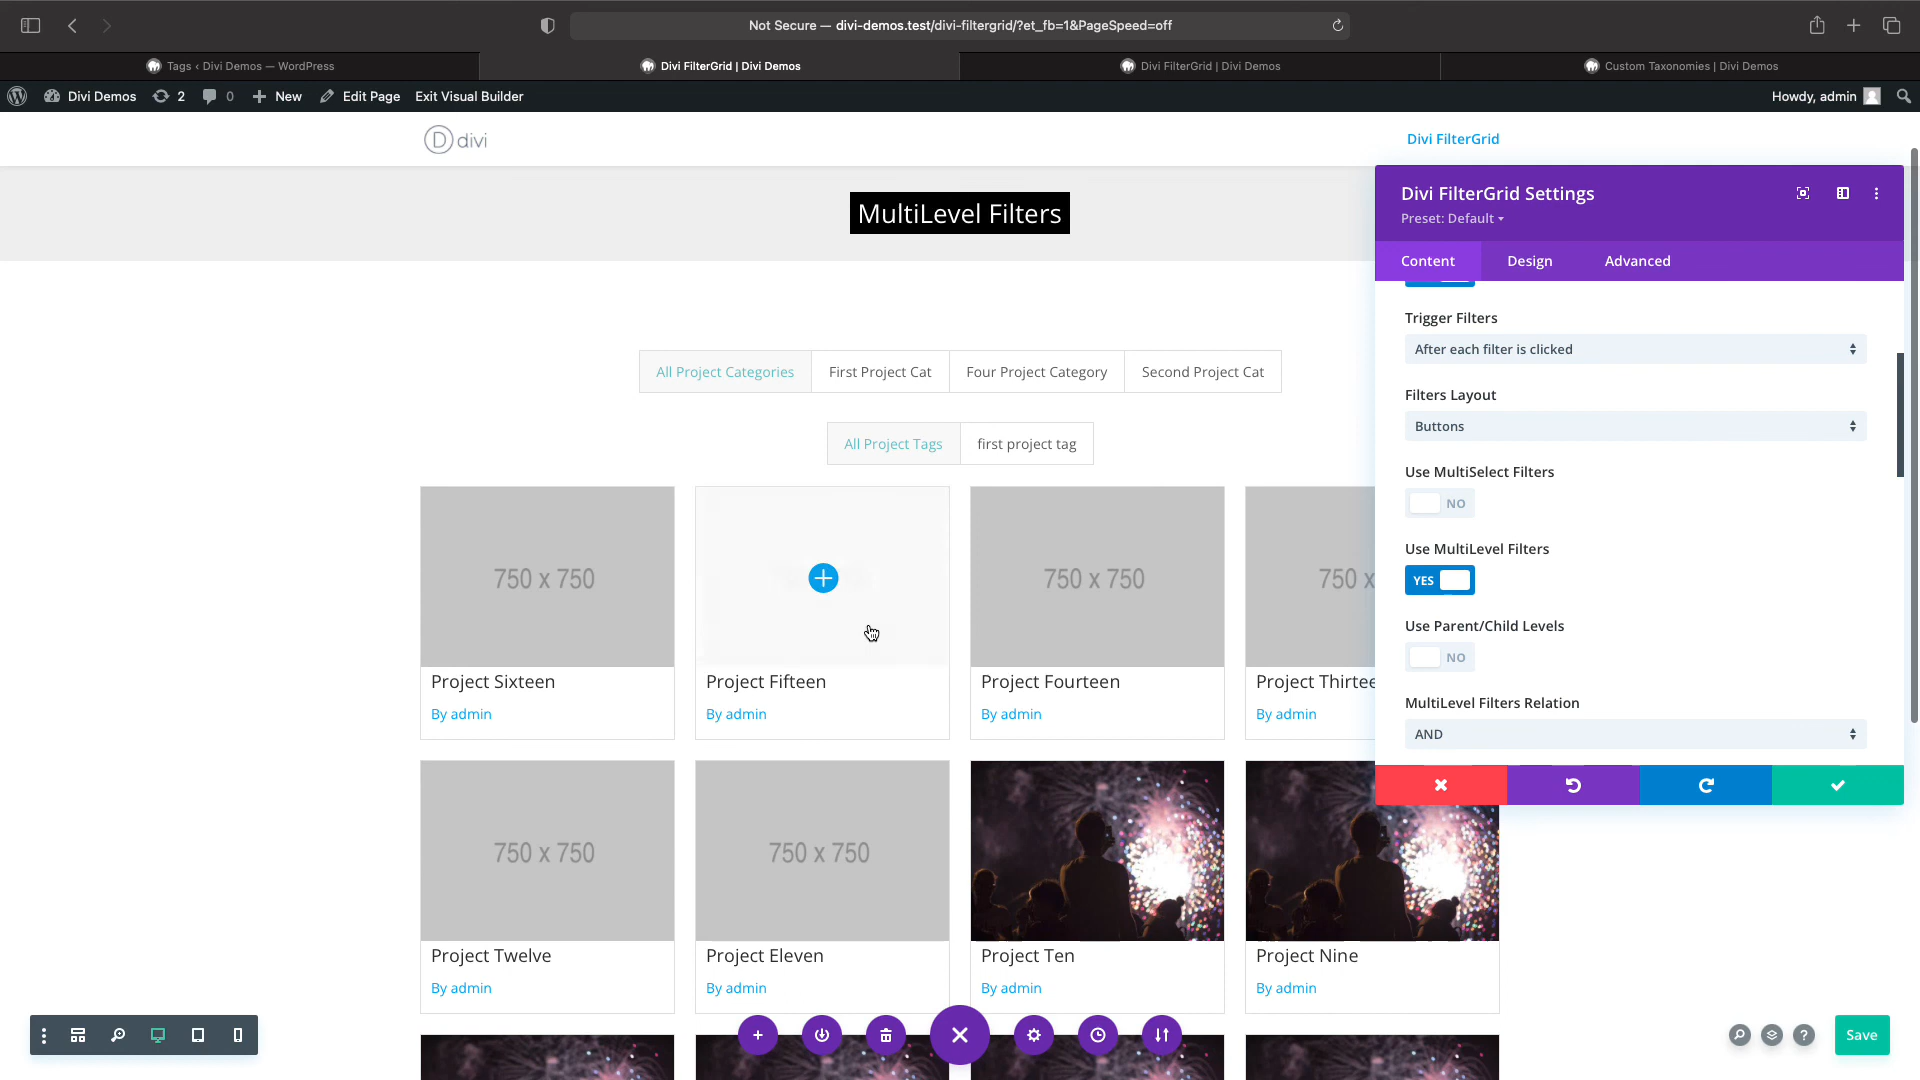 Not Secure — divi-demos.test/divi-filtergrid/?et_fb=1&PageSpeed=off
Tags ‹ Divi Demos — WordPress
Divi FilterGrid | Divi Demos
Divi FilterGrid | Divi Demos
Custom Taxonomies | Divi Demos
Divi Demos
2
0
New
Edit Page
Exit Visual Builder
Howdy, admin
D divi
Divi FilterGrid
MultiLevel Filters
Divi FilterGrid Settings
Preset: Default
Content
Design
Advanced
Trigger Filters
After each filter is clicked
Filters Layout
Buttons
Use MultiSelect Filters
NO
Use MultiLevel Filters
YES
Use Parent/Child Levels
NO
MultiLevel Filters Relation
AND
All Project Categories
First Project Cat
Four Project Category
Second Project Cat
All Project Tags
first project tag
750 x 750
750 x 750
750 x
Project Sixteen
Project Fifteen
Project Fourteen
Project Thirtee
By admin
By admin
By admin
By admin
750 x 750
750 x 750
Project Twelve
Project Eleven
Project Ten
Project Nine
By admin
By admin
By admin
By admin
?
Save